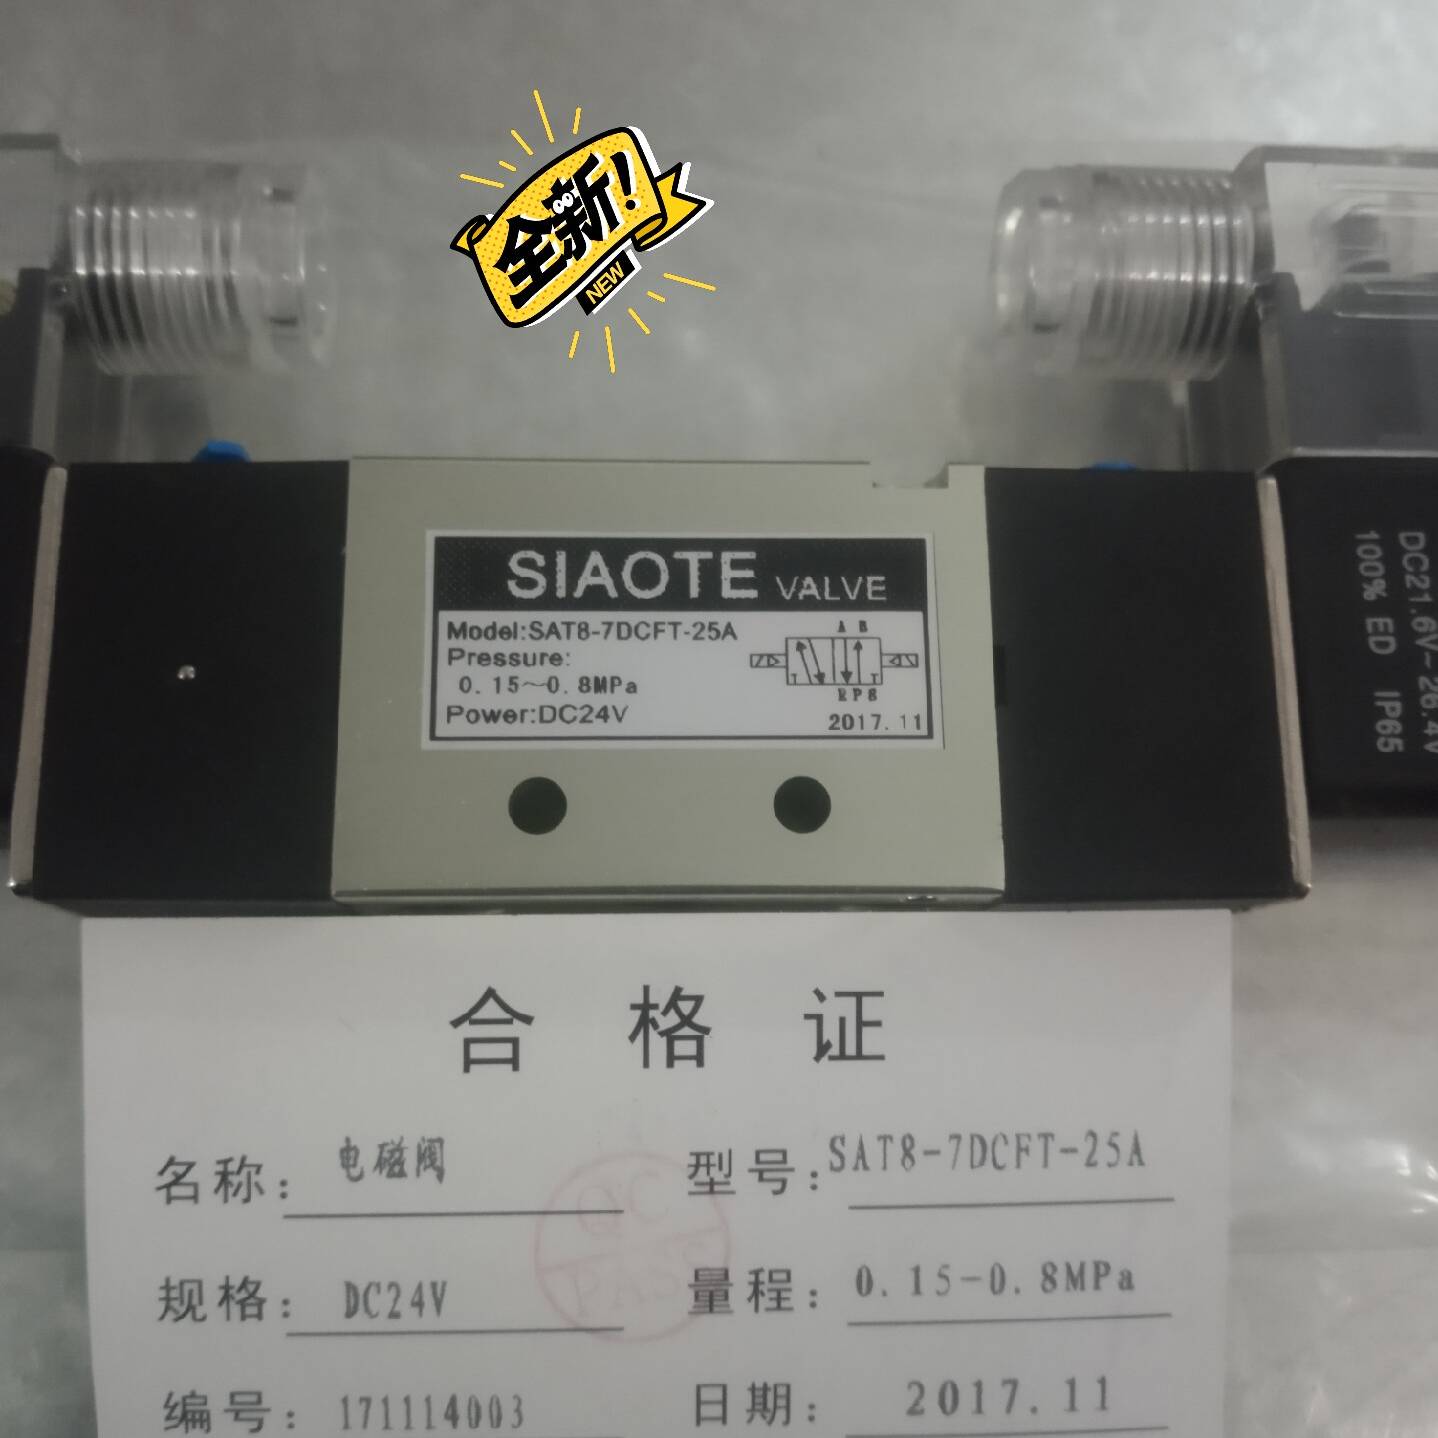 全新!
NEW
SIAOTE VALVE
Model:SAT8-7DCFT-25A
Pressure:
0.15~0.8MPa
Power:DC24V
A B
R P S
2017.11
DC21.6V-26.4V
100% ED IP65
合格证
名称: 电磁阀 型号: SAT8-7DCFT-25A
QC
PASS
规格: DC24V 量程: 0.15-0.8MPa
编号: 171114003 日期: 2017.11